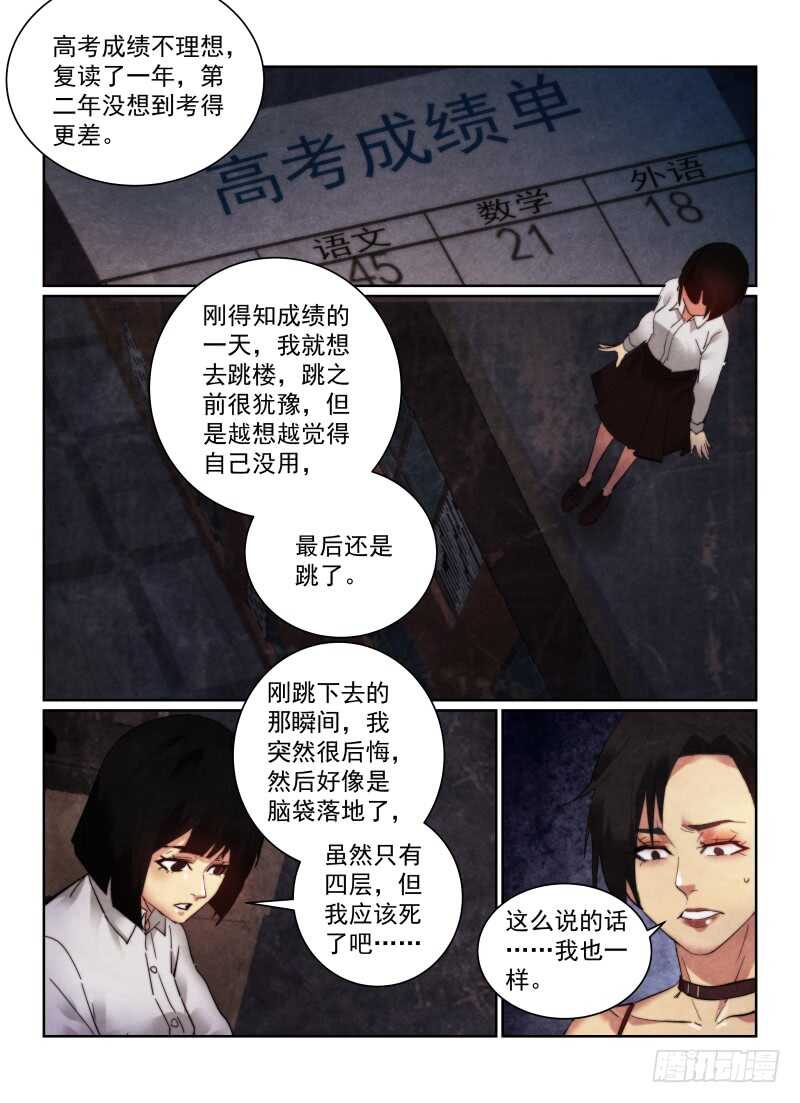 高考成绩不理想，
复读了一年，第
二年没想到考得
更差。
高考成绩单
语文
数学
外语
45
21
18
刚得知成绩的
一天，我就想
去跳楼，跳之
前很犹豫，但
是越想越觉得
自己没用，
最后还是
跳了。
刚跳下去的
那瞬间，我
突然很后悔，
然后好像是
脑袋落地了，
虽然只有
四层，但
我应该死
了吧……
这么说的话
……我也一
样。
腾讯动漫